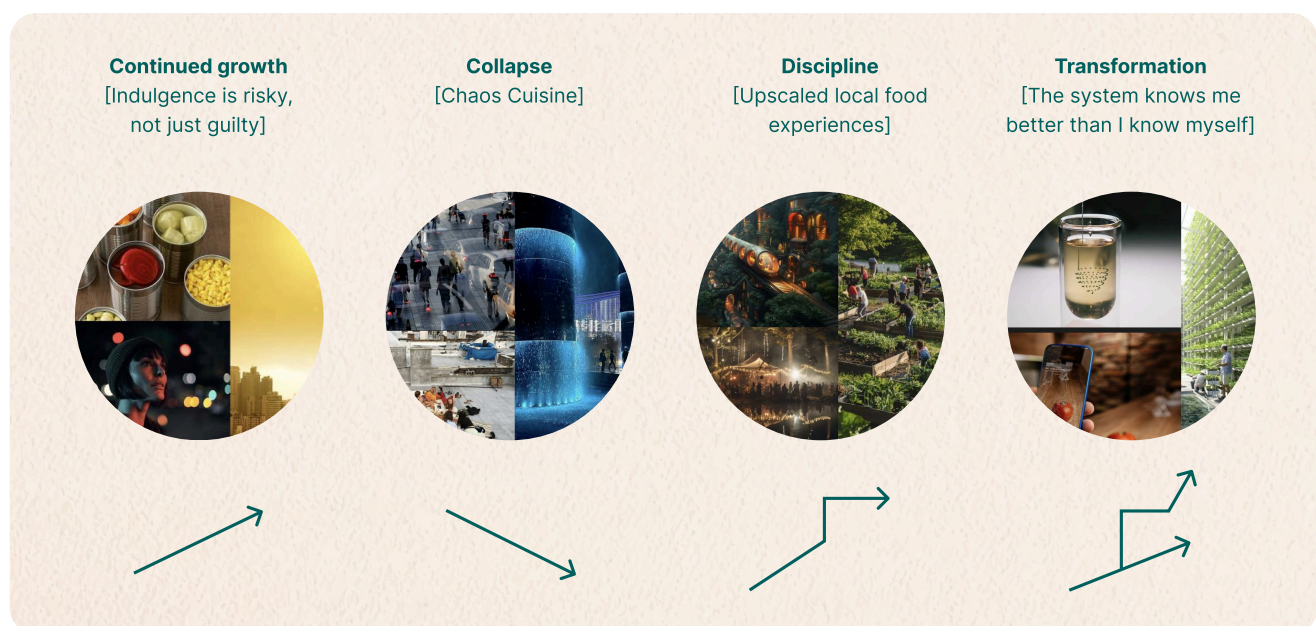 Continued growth
[Indulgence is risky,
not just guilty]
Collapse
[Chaos Cuisine]
Discipline
[Upscaled local food
experiences]
Transformation
[The system knows me
better than I know myself]